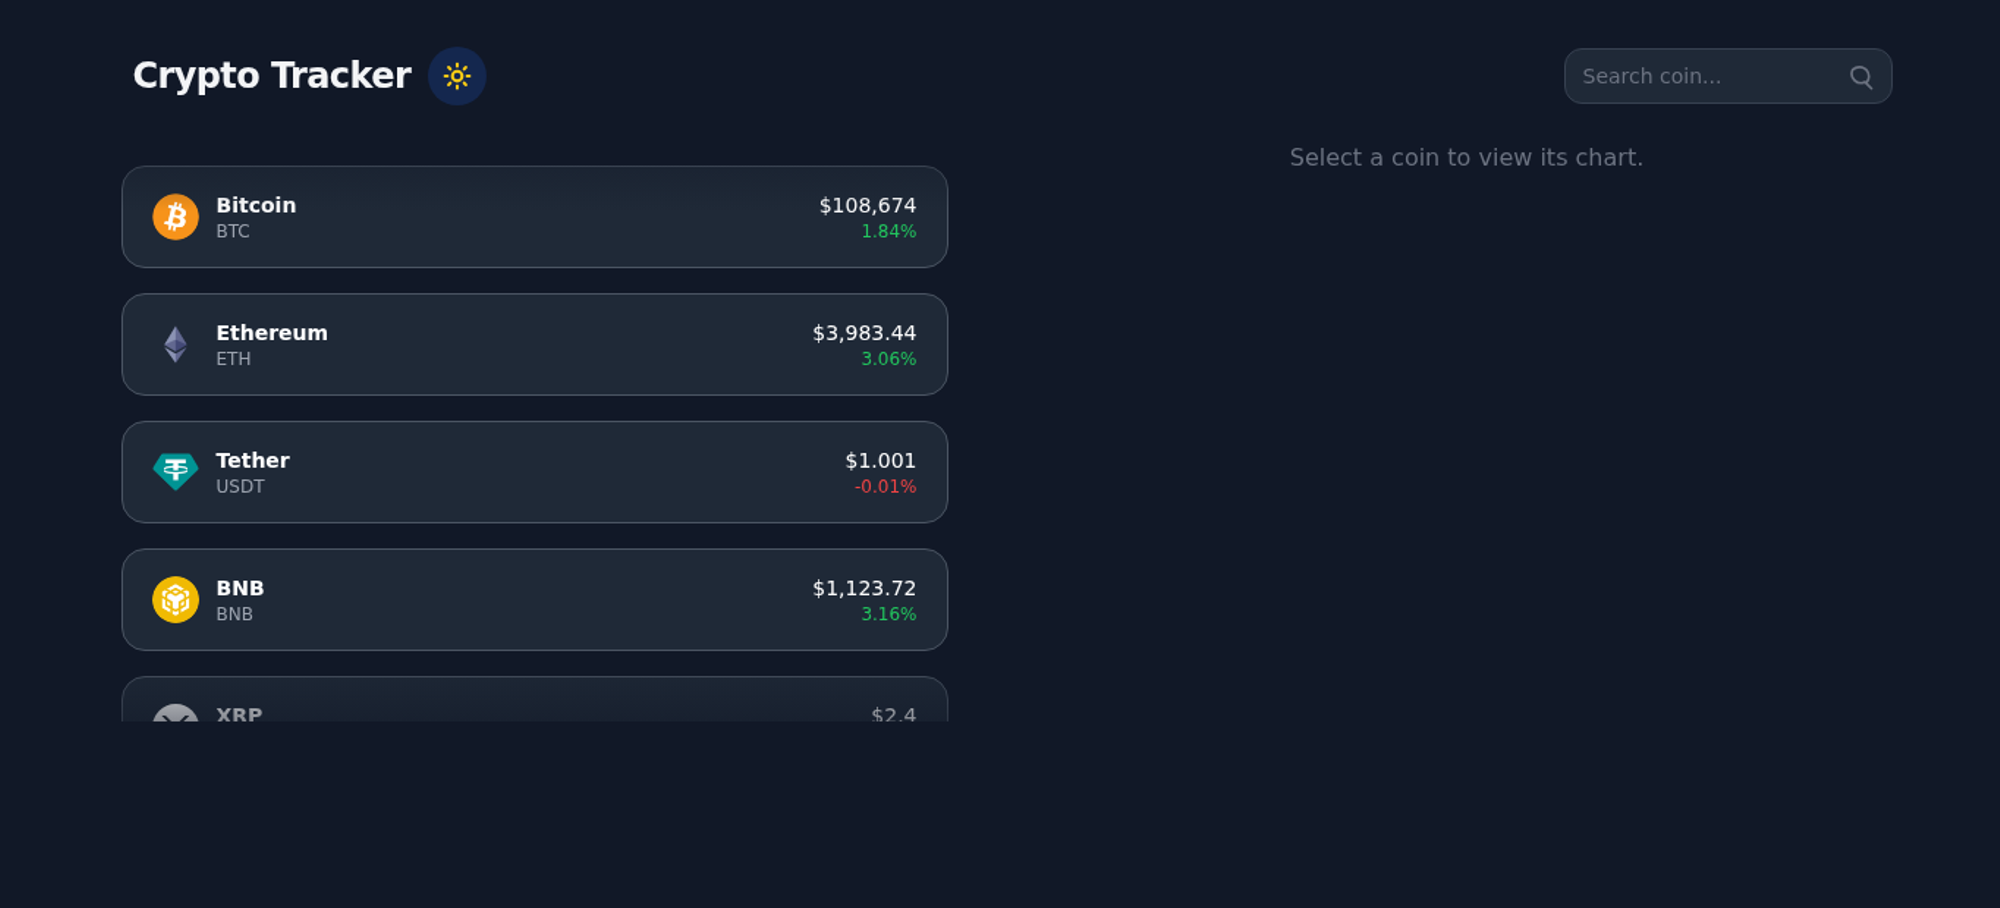 Crypto Tracker
Search coin...
Select a coin to view its chart.
Bitcoin
BTC
$108,674
1.84%
Ethereum
ETH
$3,983.44
3.06%
Tether
USDT
$1.001
-0.01%
BNB
BNB
$1,123.72
3.16%
XRP
$2.4